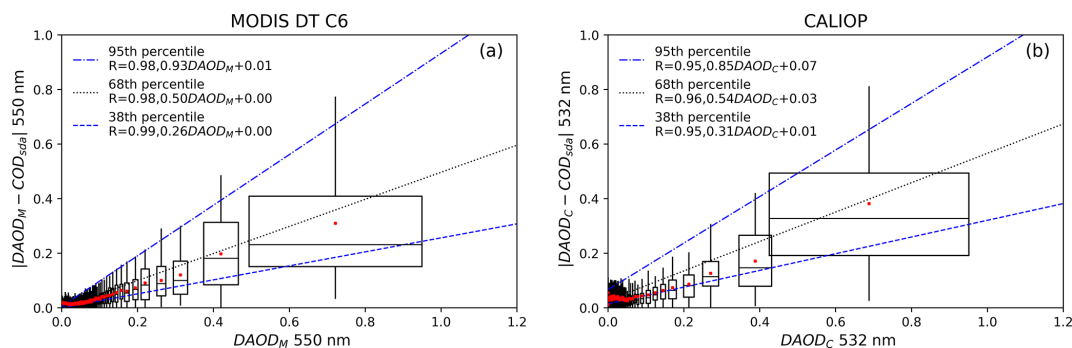 MODIS DT C6
(a)
95th percentile
R=0.98,0.93DAOD_M+0.01
68th percentile
R=0.98,0.50DAOD_M+0.00
38th percentile
R=0.99,0.26DAOD_M+0.00
|DAOD_M − COD_sda| 550 nm
1.0
0.8
0.6
0.4
0.2
0.0
0.0 0.2 0.4 0.6 0.8 1.0 1.2
DAOD_M 550 nm
CALIOP
(b)
95th percentile
R=0.95,0.85DAOD_C+0.07
68th percentile
R=0.96,0.54DAOD_C+0.03
38th percentile
R=0.95,0.31DAOD_C+0.01
|DAOD_C − COD_sda| 532 nm
1.0
0.8
0.6
0.4
0.2
0.0
0.0 0.2 0.4 0.6 0.8 1.0 1.2
DAOD_C 532 nm